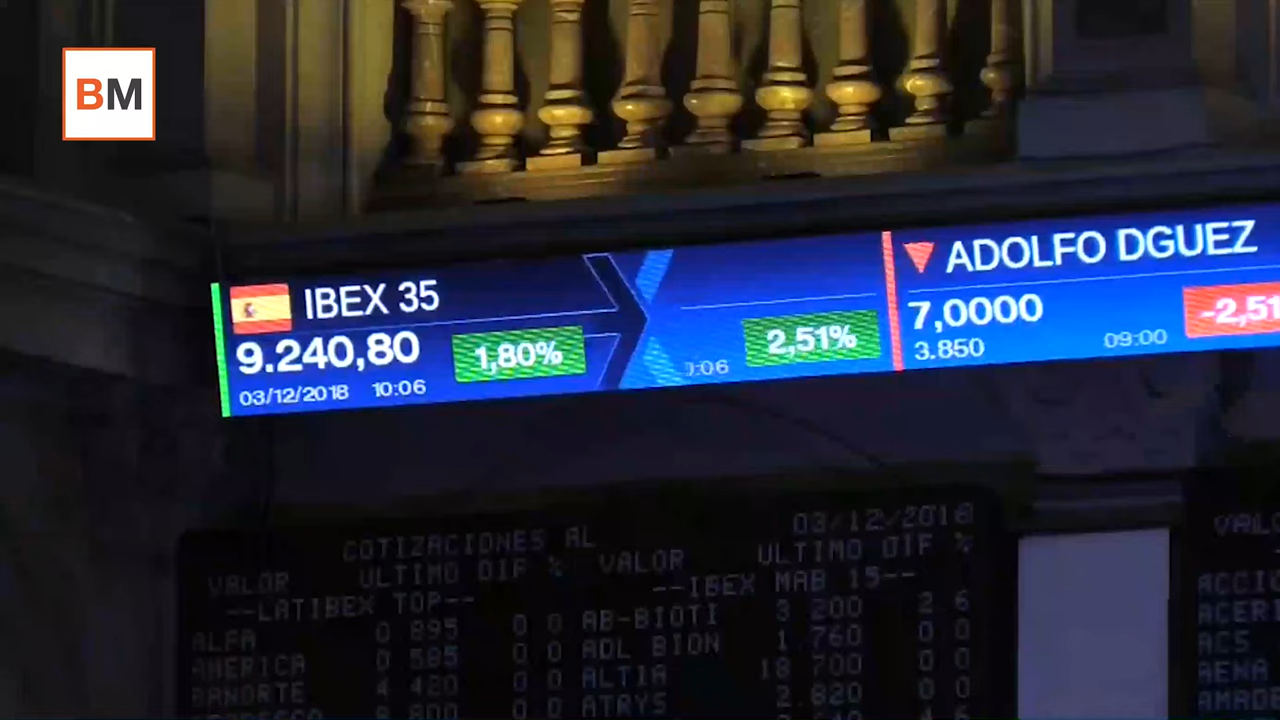 BM
IBEX 35
9.240,80 1,80%
03/12/2018 10:06
2,51%
ADOLFO DGUEZ
7,0000
3.850 09:00
COTIZACIONES AL 03/12/2018
VALOR ULTIMO DIF % VALOR ULTIMO DIF %
--LATIBEX TOP-- --IBEX MAB 15--
ALFA 0 895 0 0 AB-BIOTI 3 200 2 6
AMERICA 0 585 0 0 ADL BION 1.760 0 0
BANORTE 4 420 0 0 ALTIA 18 700 0 0
ATRYS 2.820 0 0
ACS
AENA